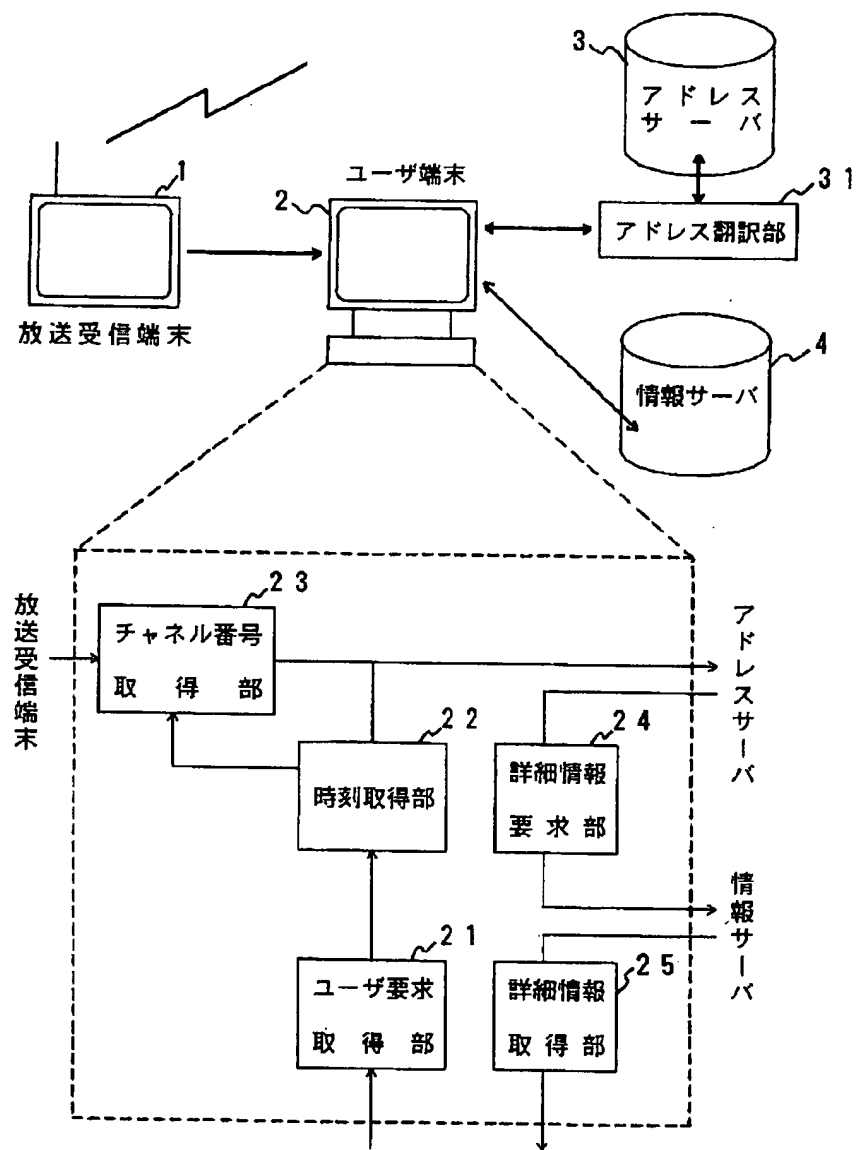 3
アドレス
サーバ
1
ユーザ端末
2
31
アドレス翻訳部
放送受信端末
4
情報サーバ
23
放送受信端末
チャネル番号
取得部
アドレスサーバ
22
24
時刻取得部
詳細情報
要求部
情報サーバ
21
25
ユーザ要求
取得部
詳細情報
取得部